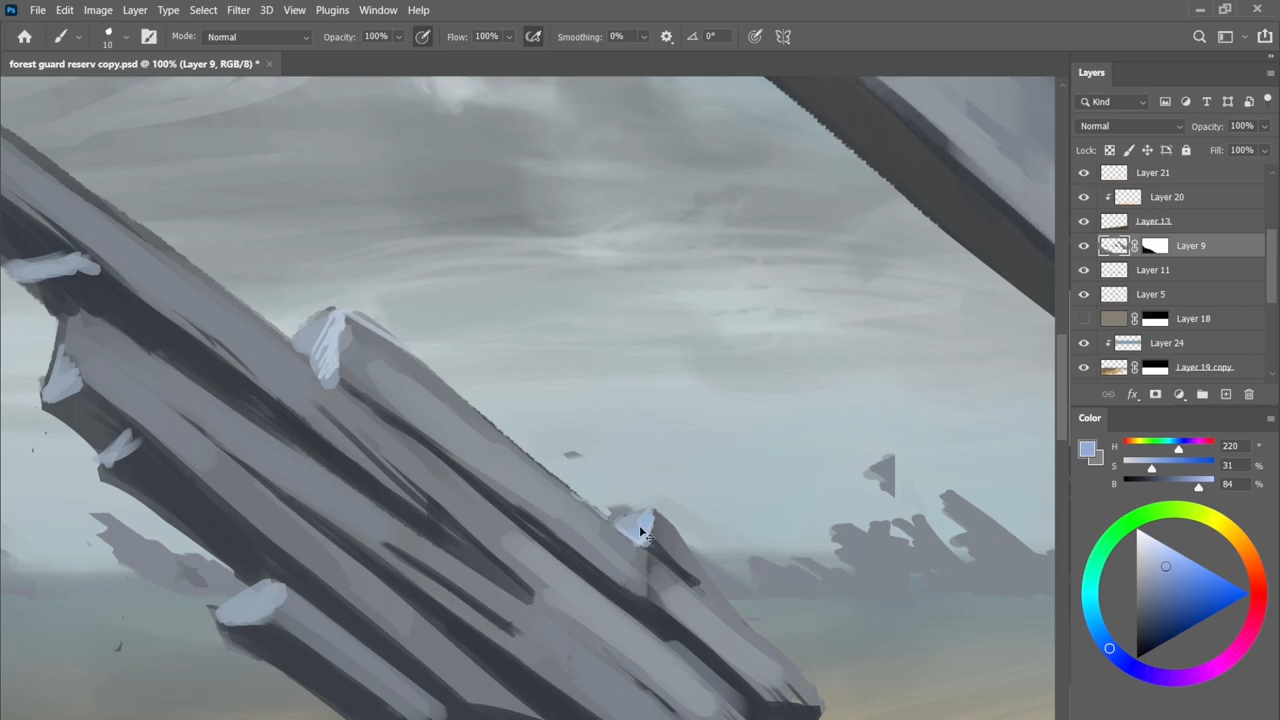 Ps File Edit Image Layer Type Select Filter 3D View Plugins Window Help
10 Mode: Normal Opacity: 100% Flow: 100% Smoothing: 0% 0°
forest guard reserv copy.psd @ 100% (Layer 9, RGB/8) *
Layers
Kind
Normal Opacity: 100%
Lock: Fill: 100%
Layer 21
Layer 20
Layer 13
Layer 9
Layer 11
Layer 5
Layer 18
Layer 24
Layer 19 copy
fx
Color
H 220 °
S 31 %
B 84 %